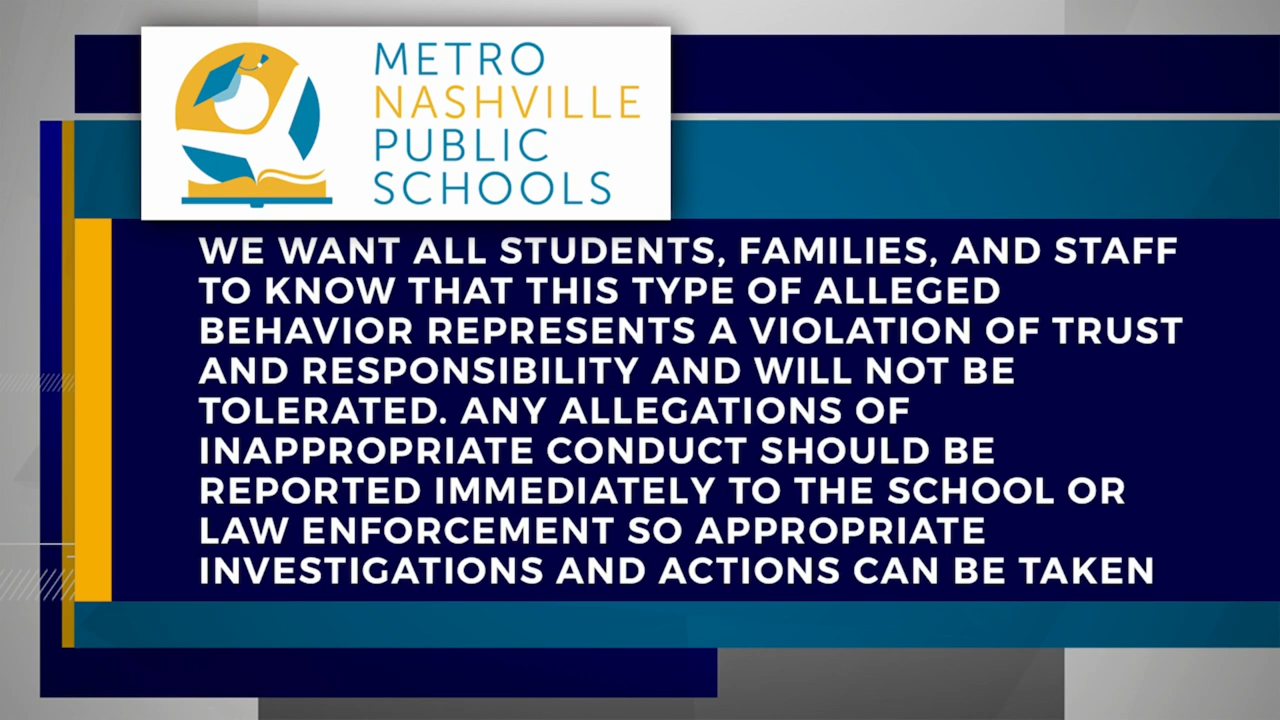 METRO
NASHVILLE
PUBLIC
SCHOOLS
WE WANT ALL STUDENTS, FAMILIES, AND STAFF
TO KNOW THAT THIS TYPE OF ALLEGED
BEHAVIOR REPRESENTS A VIOLATION OF TRUST
AND RESPONSIBILITY AND WILL NOT BE
TOLERATED. ANY ALLEGATIONS OF
INAPPROPRIATE CONDUCT SHOULD BE
REPORTED IMMEDIATELY TO THE SCHOOL OR
LAW ENFORCEMENT SO APPROPRIATE
INVESTIGATIONS AND ACTIONS CAN BE TAKEN